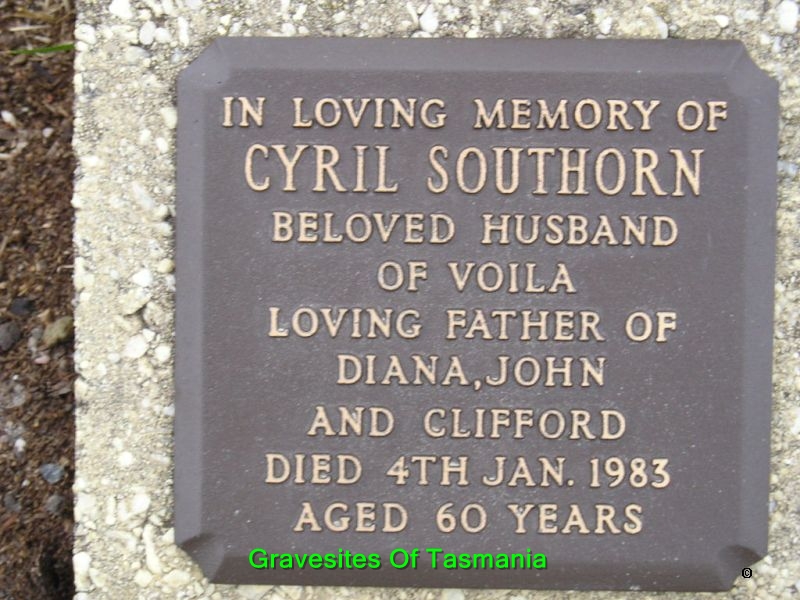 IN LOVING MEMORY OF
CYRIL SOUTHORN
BELOVED HUSBAND
OF VOILA
LOVING FATHER OF
DIANA, JOHN
AND CLIFFORD
DIED 4TH JAN. 1983
AGED 60 YEARS
Gravesites Of Tasmania
©